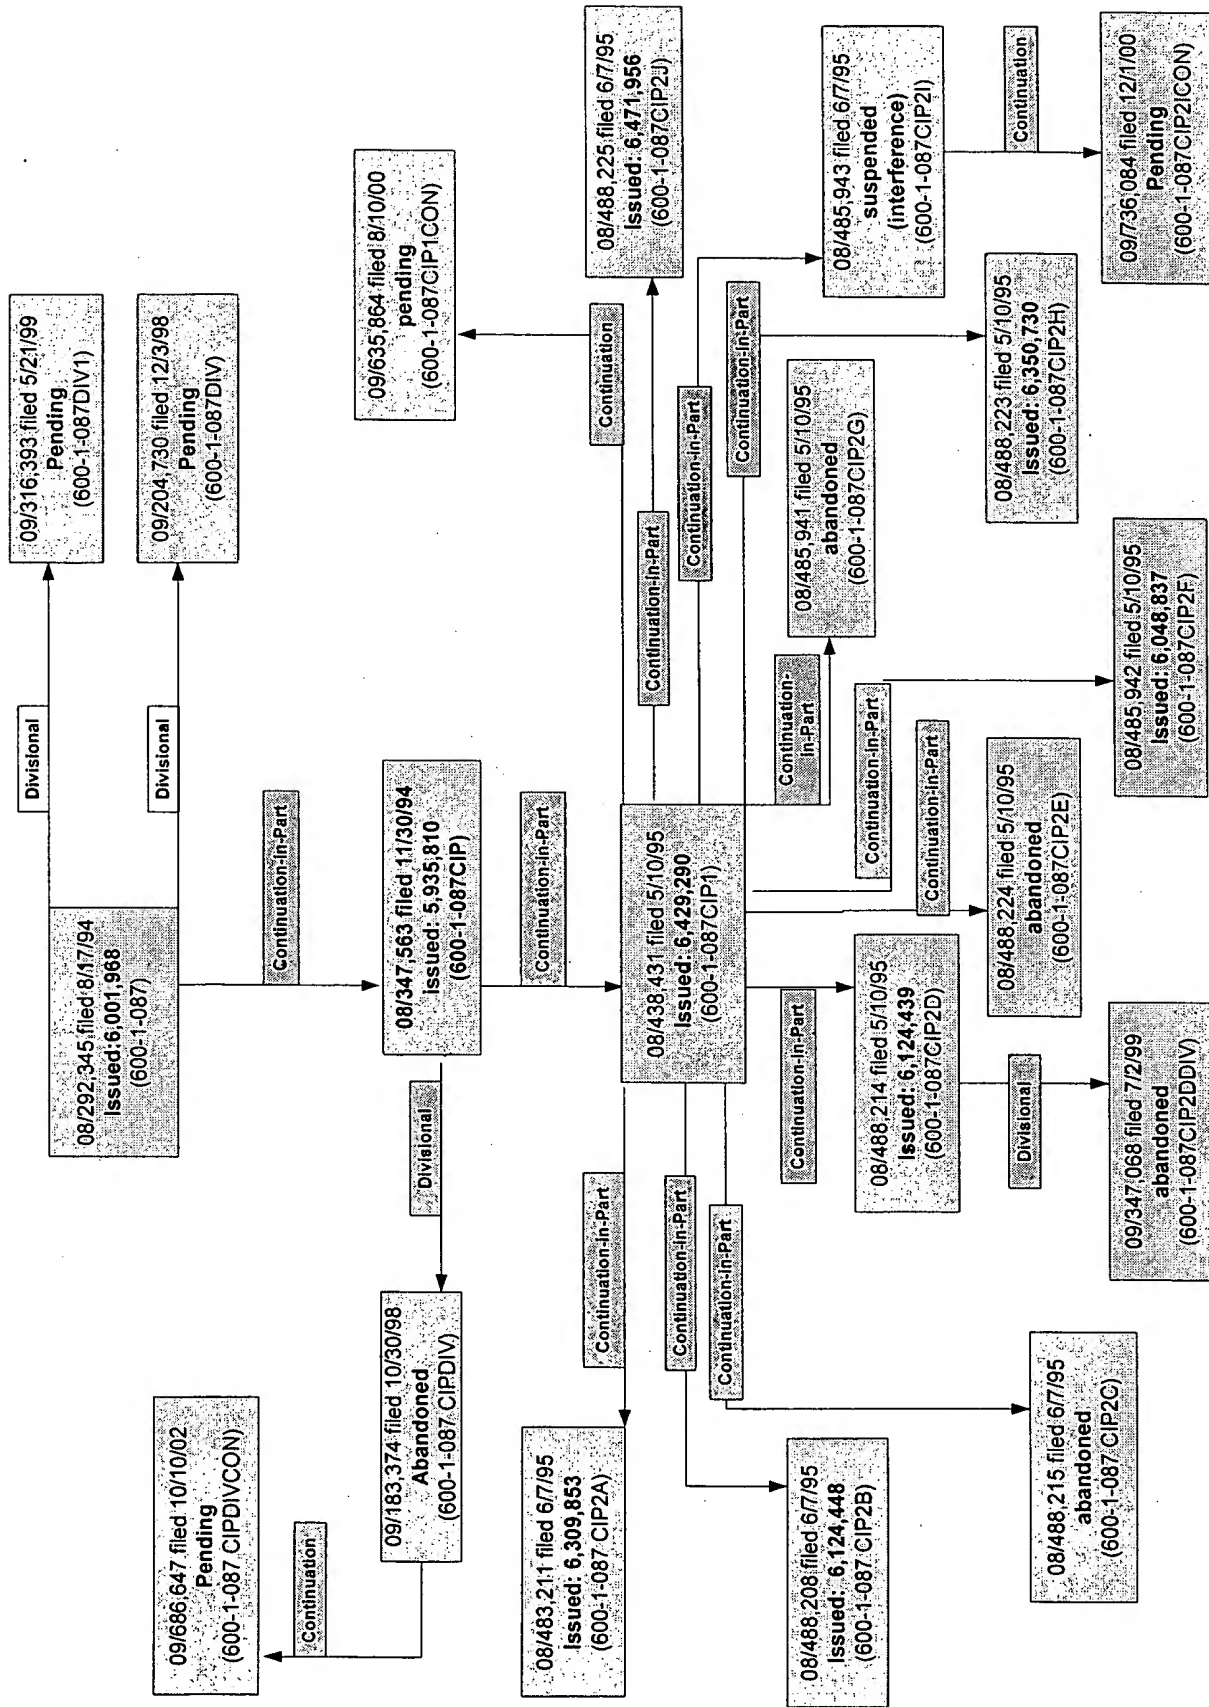 09/686,647 filed 10/10/02
Pending
(600-1-087 CIPDIVCON)
Continuation
09/183,374 filed 10/30/98
Abandoned
(600-1-087 CIPDIV)
Divisional
08/292,345 filed 8/17/94
Issued:6,001,968
(600-1-087)
Divisional
Divisional
09/316,393 filed 5/21/99
Pending
(600-1-087DIV1)
09/204,730 filed 12/3/98
Pending
(600-1-087DIV)
Continuation-in-Part
08/347,563 filed 11/30/94
Issued: 5,935,810
(600-1-087CIP)
Continuation-in-Part
09/635,864 filed 8/10/00
pending
(600-1-087CIP1CON)
Continuation
08/483,211 filed 6/7/95
Issued: 6,309,853
(600-1-087 CIP2A)
Continuation-in-Part
08/438,431 filed 5/10/95
Issued: 6,429,290
(600-1-087CIP1)
Continuation-in-Part
08/488,225 filed 6/7/95
Issued: 6,471,956
(600-1-087CIP2J)
Continuation-in-Part
Continuation-in-Part
Continuation-in-Part
Continuation-in-Part
Continuation-in-Part
Continuation-
in-Part
Continuation-in-Part
Continuation-in-Part
08/488,208 filed 6/7/95
Issued: 6,124,448
(600-1-087 CIP2B)
08/488,214 filed 5/10/95
Issued: 6,124,439
(600-1-087CIP2D)
08/485,941 filed 5/10/95
abandoned
(600-1-087CIP2G)
08/485,943 filed 6/7/95
suspended
(interference)
(600-1-087CIP2I)
08/488,215 filed 6/7/95
abandoned
(600-1-087 CIP2C)
Divisional
08/488,224 filed 5/10/95
abandoned
(600-1-087CIP2E)
08/488,223 filed 5/10/95
Issued: 6,350,730
(600-1-087CIP2H)
Continuation
09/347,068 filed 7/2/99
abandoned
(600-1-087CIP2DDIV)
08/485,942 filed 5/10/95
Issued: 6,048,837
(600-1-087CIP2F)
09/736,084 filed 12/1/00
Pending
(600-1-087CIP2ICON)